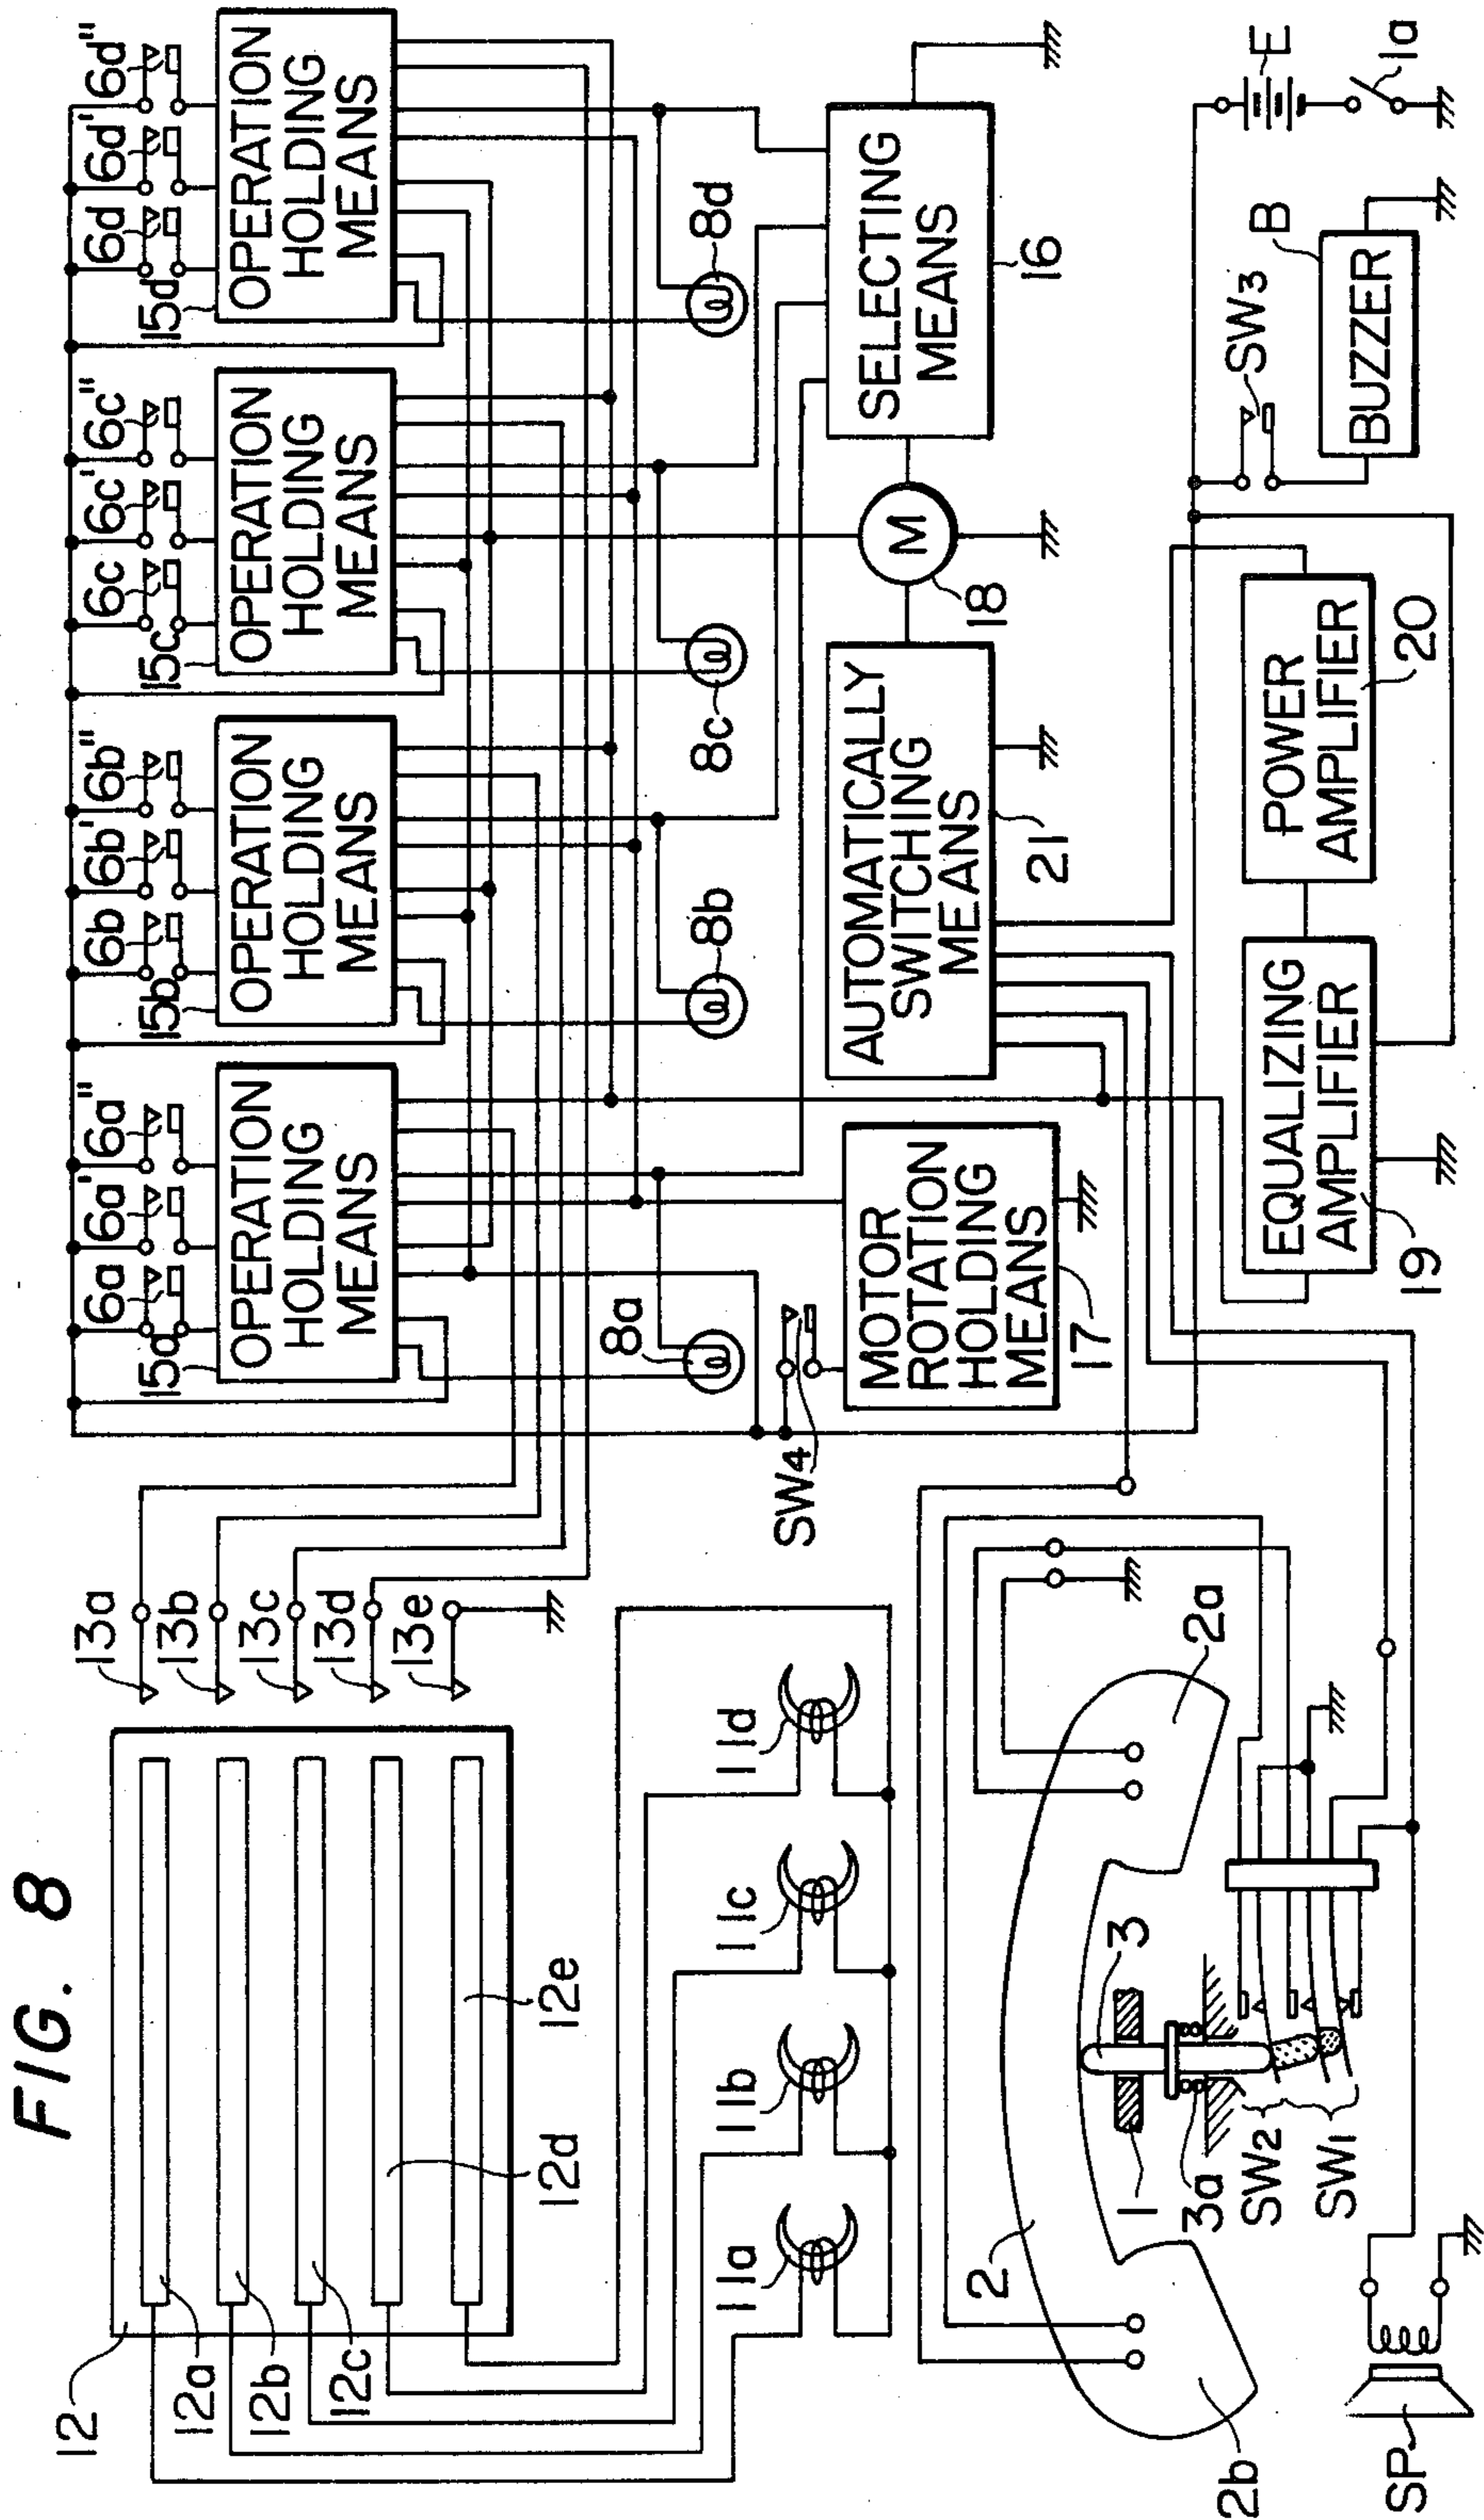 FIG. 8
12
12a
12b
12c
12d
12e
13a
13b
13c
13d
13e
11a
11b
11c
11d
6a
6a'
6a"
6b
6b'
6b"
6c
6c'
6c"
6d
6d'
6d"
15a
OPERATION
HOLDING
MEANS
15b
OPERATION
HOLDING
MEANS
15c
OPERATION
HOLDING
MEANS
15d
OPERATION
HOLDING
MEANS
8a
8b
8c
8d
SW4
MOTOR
ROTATION
HOLDING
MEANS
17
AUTOMATICALLY
SWITCHING
MEANS
21
M
18
SELECTING
MEANS
16
EQUALIZING
AMPLIFIER
19
POWER
AMPLIFIER
20
SW3
BUZZER
B
E
1a
2
2a
2b
1
3
3a
SW2
SW1
SP